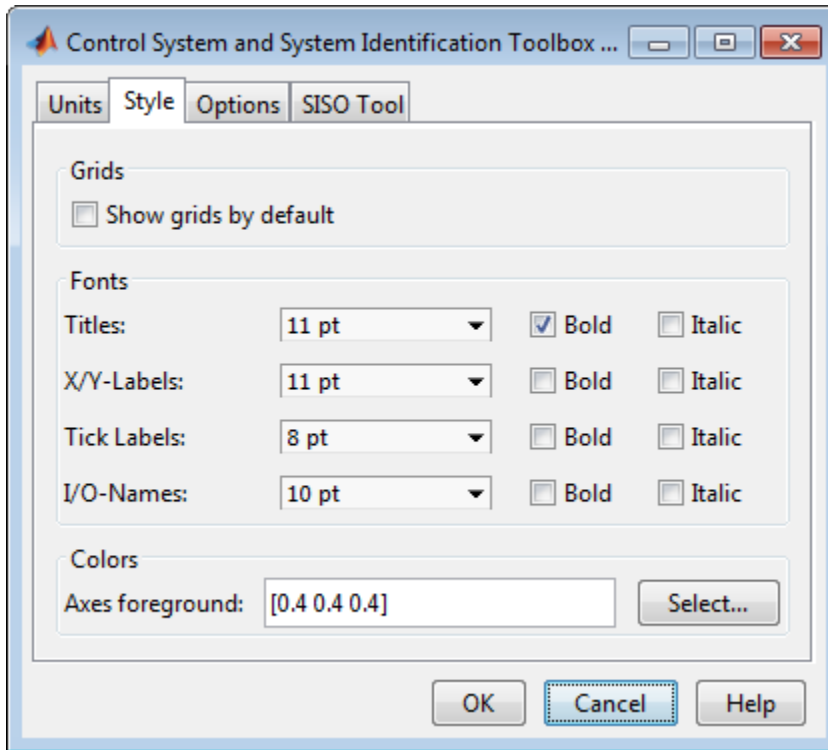 Control System and System Identification Toolbox ...
Units Style Options SISO Tool
Grids
Show grids by default
Fonts
Titles: 11 pt Bold Italic
X/Y-Labels: 11 pt Bold Italic
Tick Labels: 8 pt Bold Italic
I/O-Names: 10 pt Bold Italic
Colors
Axes foreground: [0.4 0.4 0.4] Select...
OK Cancel Help